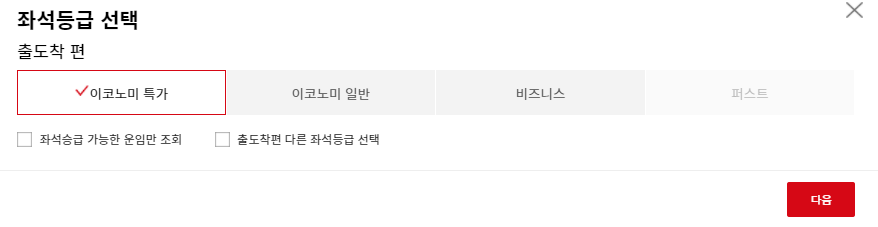 좌석등급 선택
출도착 편
이코노미 특가
이코노미 일반
비즈니스
퍼스트
좌석승급 가능한 운임만 조회
출도착편 다른 좌석등급 선택
다음